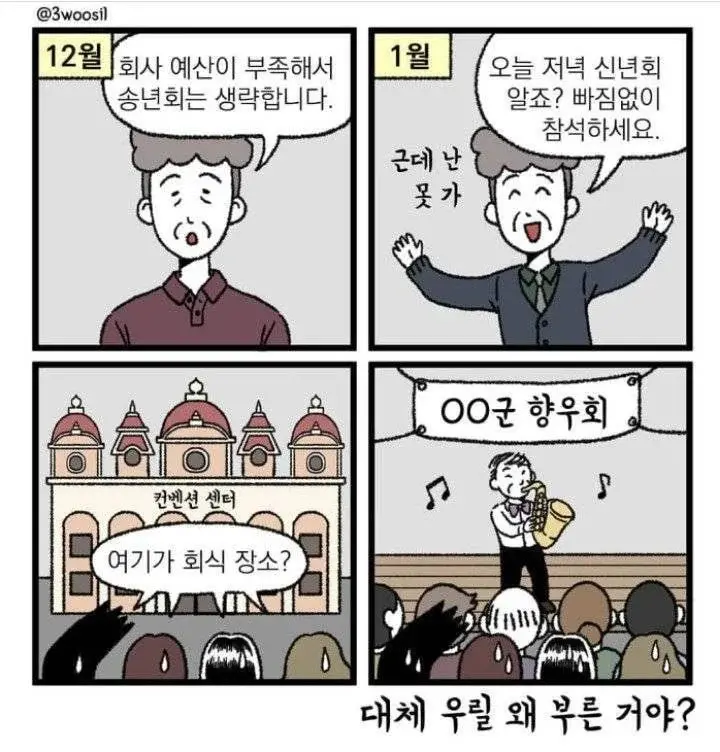 @3woosil
12월
회사 예산이 부족해서
송년회는 생략합니다.
1월
오늘 저녁 신년회
알죠? 빠짐없이
참석하세요.
근데 난
못 가
컨벤션 센터
여기가 회식 장소?
OO군 향우회
대체 우릴 왜 부른 거야?